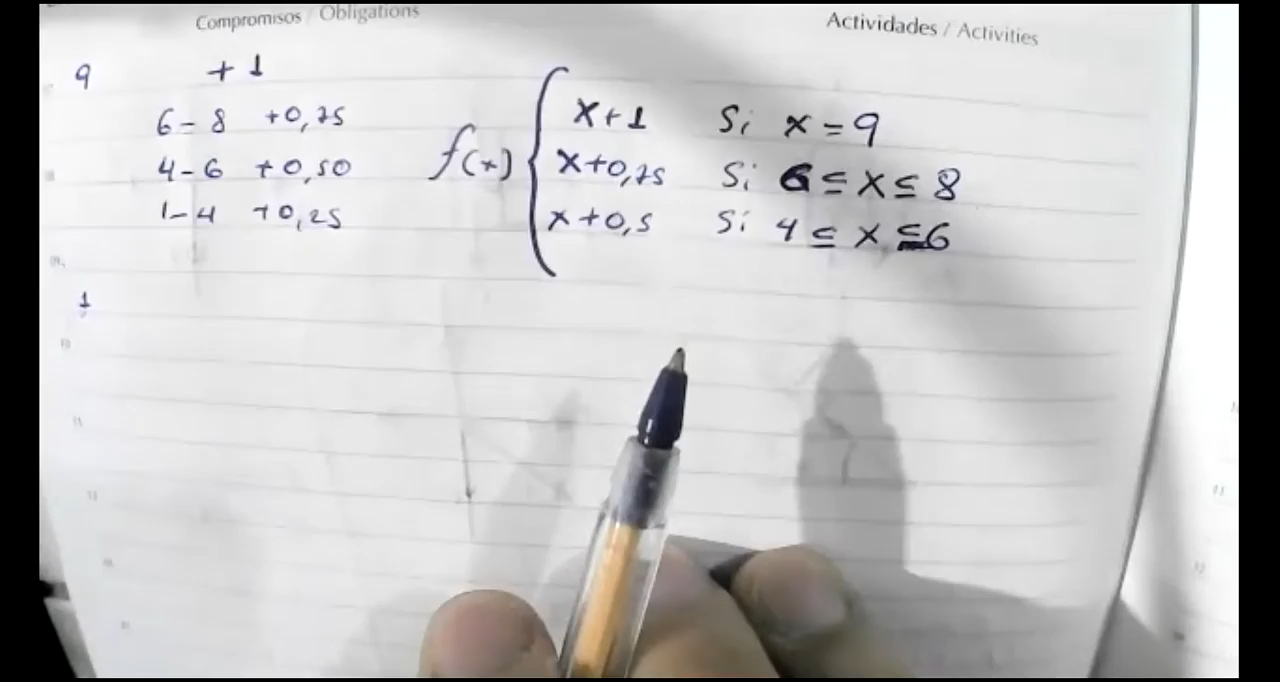 Compromisos / Obligations
Actividades / Activities
9 +1
6-8 +0,75
4-6 +0,50
1-4 +0,25
1
f(x) {
x+1 Si x=9
x+0,75 Si 6≤x≤8
x+0,5 Si 4≤x≤6